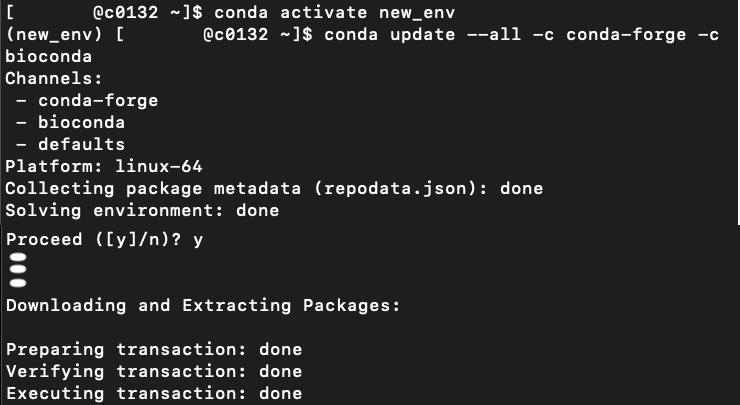 [ @c0132 ~]$ conda activate new_env
(new_env) [ @c0132 ~]$ conda update --all -c conda-forge -c
bioconda
Channels:
- conda-forge
- bioconda
- defaults
Platform: linux-64
Collecting package metadata (repodata.json): done
Solving environment: done
Proceed ([y]/n)? y
Downloading and Extracting Packages:
Preparing transaction: done
Verifying transaction: done
Executing transaction: done